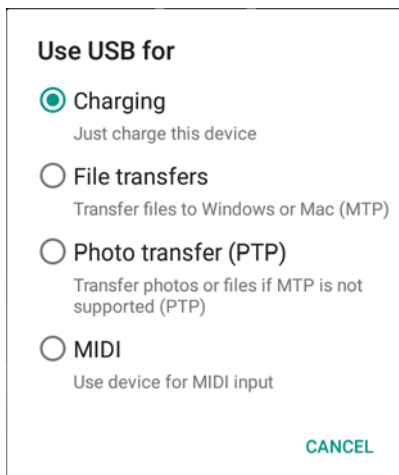 Use USB for
Charging
Just charge this device
File transfers
Transfer files to Windows or Mac (MTP)
Photo transfer (PTP)
Transfer photos or files if MTP is not
supported (PTP)
MIDI
Use device for MIDI input
CANCEL